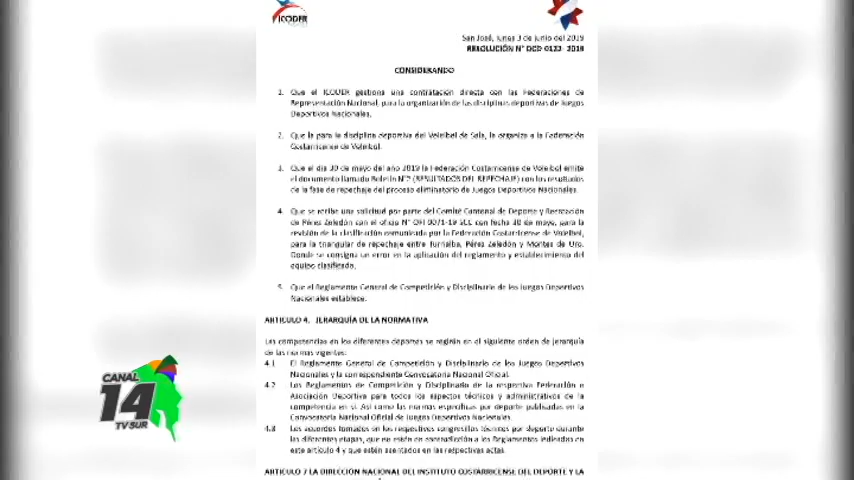 ICODER
San José, lunes 3 de junio del 2019
RESOLUCIÓN N° DCD-0122- 2019
CONSIDERANDO
1. Que el ICODER gestiona una contratación directa con las Federaciones de
Representación Nacional, para la organización de las disciplinas deportivas de Juegos
Deportivos Nacionales.
2. Que la para la disciplina deportiva del Voleibol de Sala, la organiza a la Federación
Costarricense de Voleibol.
3. Que el día 30 de mayo del año 2019 la Federación Costarricense de Voleibol emite
el documento llamado Boletín N°2 (RESULTADOS DEL REPECHAJE) con los resultados
de la fase de repechaje del proceso eliminatorio de Juegos Deportivos Nacionales.
4. Que se recibe una solicitud por parte del Comité Cantonal de Deporte y Recreación
de Pérez Zeledón con el oficio N° OFI con fecha 30 de mayo, para la
revisión de la clasificación comunicada por la Federación Costarricense de Voleibol,
para la triangular de repechaje entre Turrialba, Pérez Zeledón y Montes de Oro.
Donde se consigna un error en la aplicación del reglamento y establecimiento del
equipo clasificado.
5. Que el Reglamento General de Competición y Disciplinario de los Juegos Deportivos
Nacionales establece:
ARTICULO 4. JERARQUÍA DE LA NORMATIVA
Las competencias en los diferentes deportes se regirán en el siguiente orden de jerarquía
de las normas vigentes:
4.1 El Reglamento General de Competición y Disciplinario de los Juegos Deportivos
Nacionales y la correspondiente Convocatoria Nacional Oficial.
4.2 Los Reglamentos de Competición y Disciplinario de la respectiva Federación o
Asociación Deportiva para todos los aspectos técnicos y administrativos de la
competencia en sí. Así como las normas específicas por deporte publicadas en la
Convocatoria Nacional Oficial de Juegos Deportivos Nacionales.
4.3 Los acuerdos tomados en los respectivos congresillos técnicos por deporte durante
las diferentes etapas, que no estén en contradicción a los Reglamentos indicados en
este artículo 4 y que estén asentados en las respectivas actas.
ARTICULO 7 LA DIRECCIÓN NACIONAL DEL INSTITUTO COSTARRICENSE DEL DEPORTE Y LA
CANAL
14
TV SUR